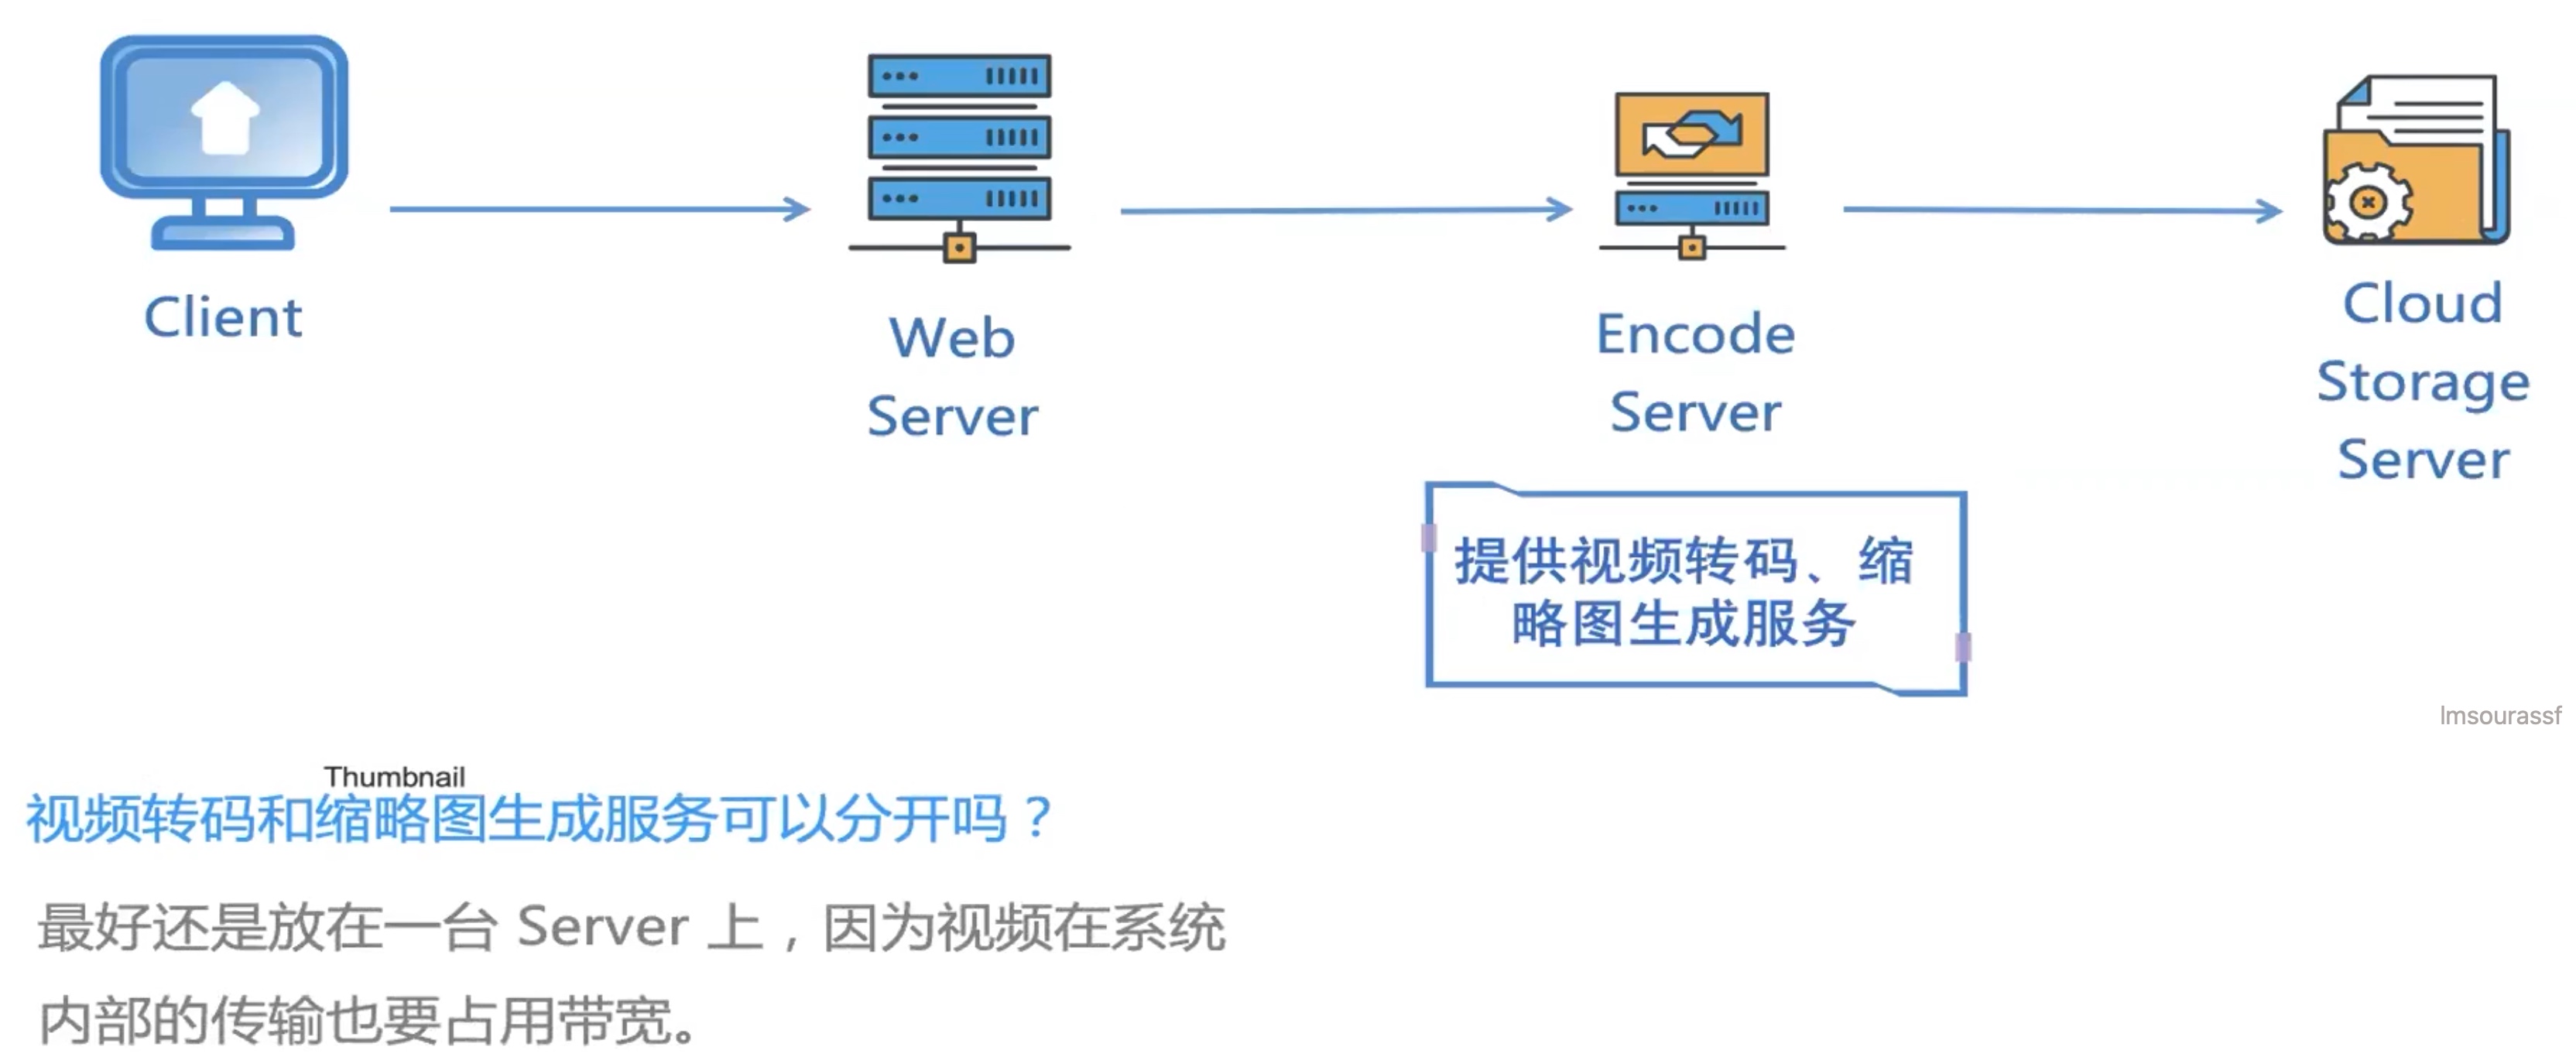 Client
Web
Server
Encode
Server
Cloud
Storage
Server
提供视频转码、缩
略图生成服务
lmsourassf
Thumbnail
视频转码和缩略图生成服务可以分开吗？
最好还是放在一台 Server 上，因为视频在系统
内部的传输也要占用带宽。